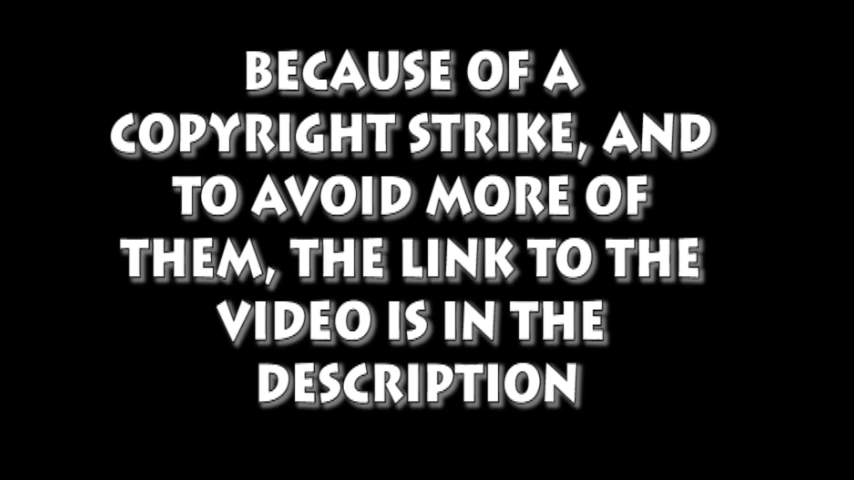 BECAUSE OF A
COPYRIGHT STRIKE, AND
TO AVOID MORE OF
THEM, THE LINK TO THE
VIDEO IS IN THE
DESCRIPTION